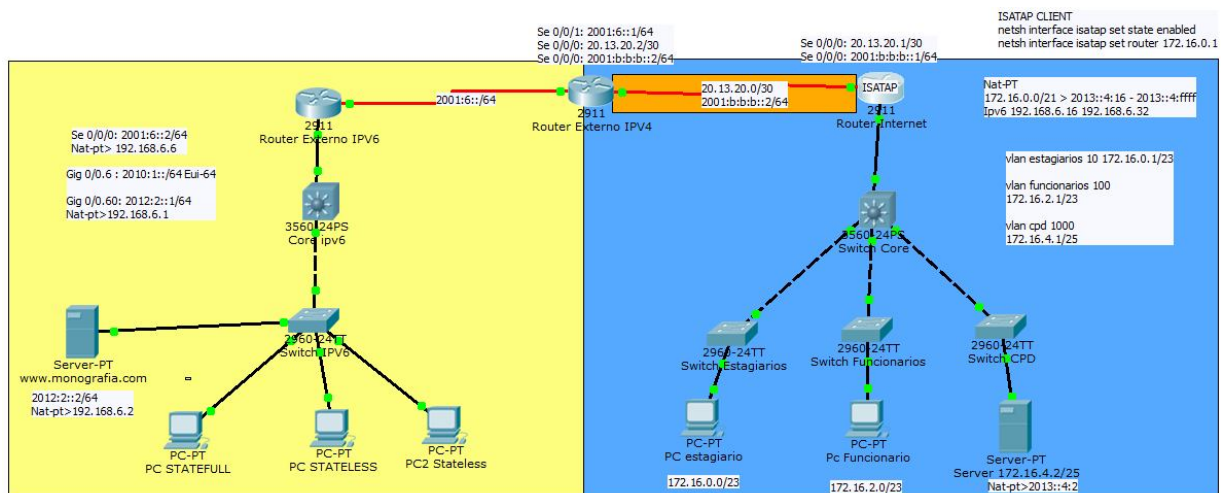 ISATAP CLIENT
netsh interface isatap set state enabled
netsh interface isatap set router 172.16.0.1
Se 0/0/1: 2001:6::1/64
Se 0/0/0: 20.13.20.2/30
Se 0/0/0: 2001:b:b:b::2/64
Se 0/0/0: 20.13.20.1/30
Se 0/0/0: 2001:b:b:b::1/64
2001:6::/64
20.13.20.0/30
2001:b:b:b::2/64
ISATAP
2911
Router Externo IPV6
2911
Router Externo IPV4
2911
Router Internet
Nat-PT
172.16.0.0/21 > 2013::4:16 - 2013::4:ffff
Ipv6 192.168.6.16 192.168.6.32
Se 0/0/0: 2001:6::2/64
Nat-pt> 192.168.6.6
Gig 0/0.6 : 2010:1::/64 Eui-64
Gig 0/0.60: 2012:2::1/64
Nat-pt>192.168.6.1
3560-24PS
Core ipv6
3560-24PS
Switch Core
vlan estagiarios 10 172.16.0.1/23
vlan funcionarios 100
172.16.2.1/23
vlan cpd 1000
172.16.4.1/25
Server-PT
www.monografia.com
2012:2::2/64
Nat-pt>192.168.6.2
2960-24TT
Switch IPV6
2960-24TT
Switch Estagiarios
2960-24TT
Switch Funcionarios
2960-24TT
Switch CPD
PC-PT
PC STATEFULL
PC-PT
PC STATELESS
PC-PT
PC2 Stateless
PC-PT
PC estagiario
172.16.0.0/23
PC-PT
Pc Funcionario
172.16.2.0/23
Server-PT
Server 172.16.4.2/25
Nat-pt>2013::4:2